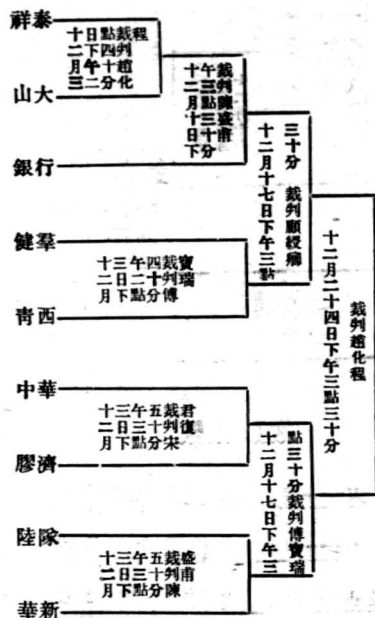 祥泰
山大
銀行
健羣
青西
中華
膠濟
陸隊
華新
十二月三
日下午二
點四十分
裁判趙化
程
十二月
三日下
午二點
四十分
裁判傅
寶瑞
十二月
三日下
午三點
五十分
裁判宋
君復
十二月
三日下
午三點
五十分
裁判陳
盛甫
十二月十日下
午三點三十分
裁判陳盛甫
十二月十七日下午三點
三十分 裁判顧綬
十二月十七日下午三
點三十分裁判傅寶瑞
十二月二十四日下午三點三十分
裁判趙化程